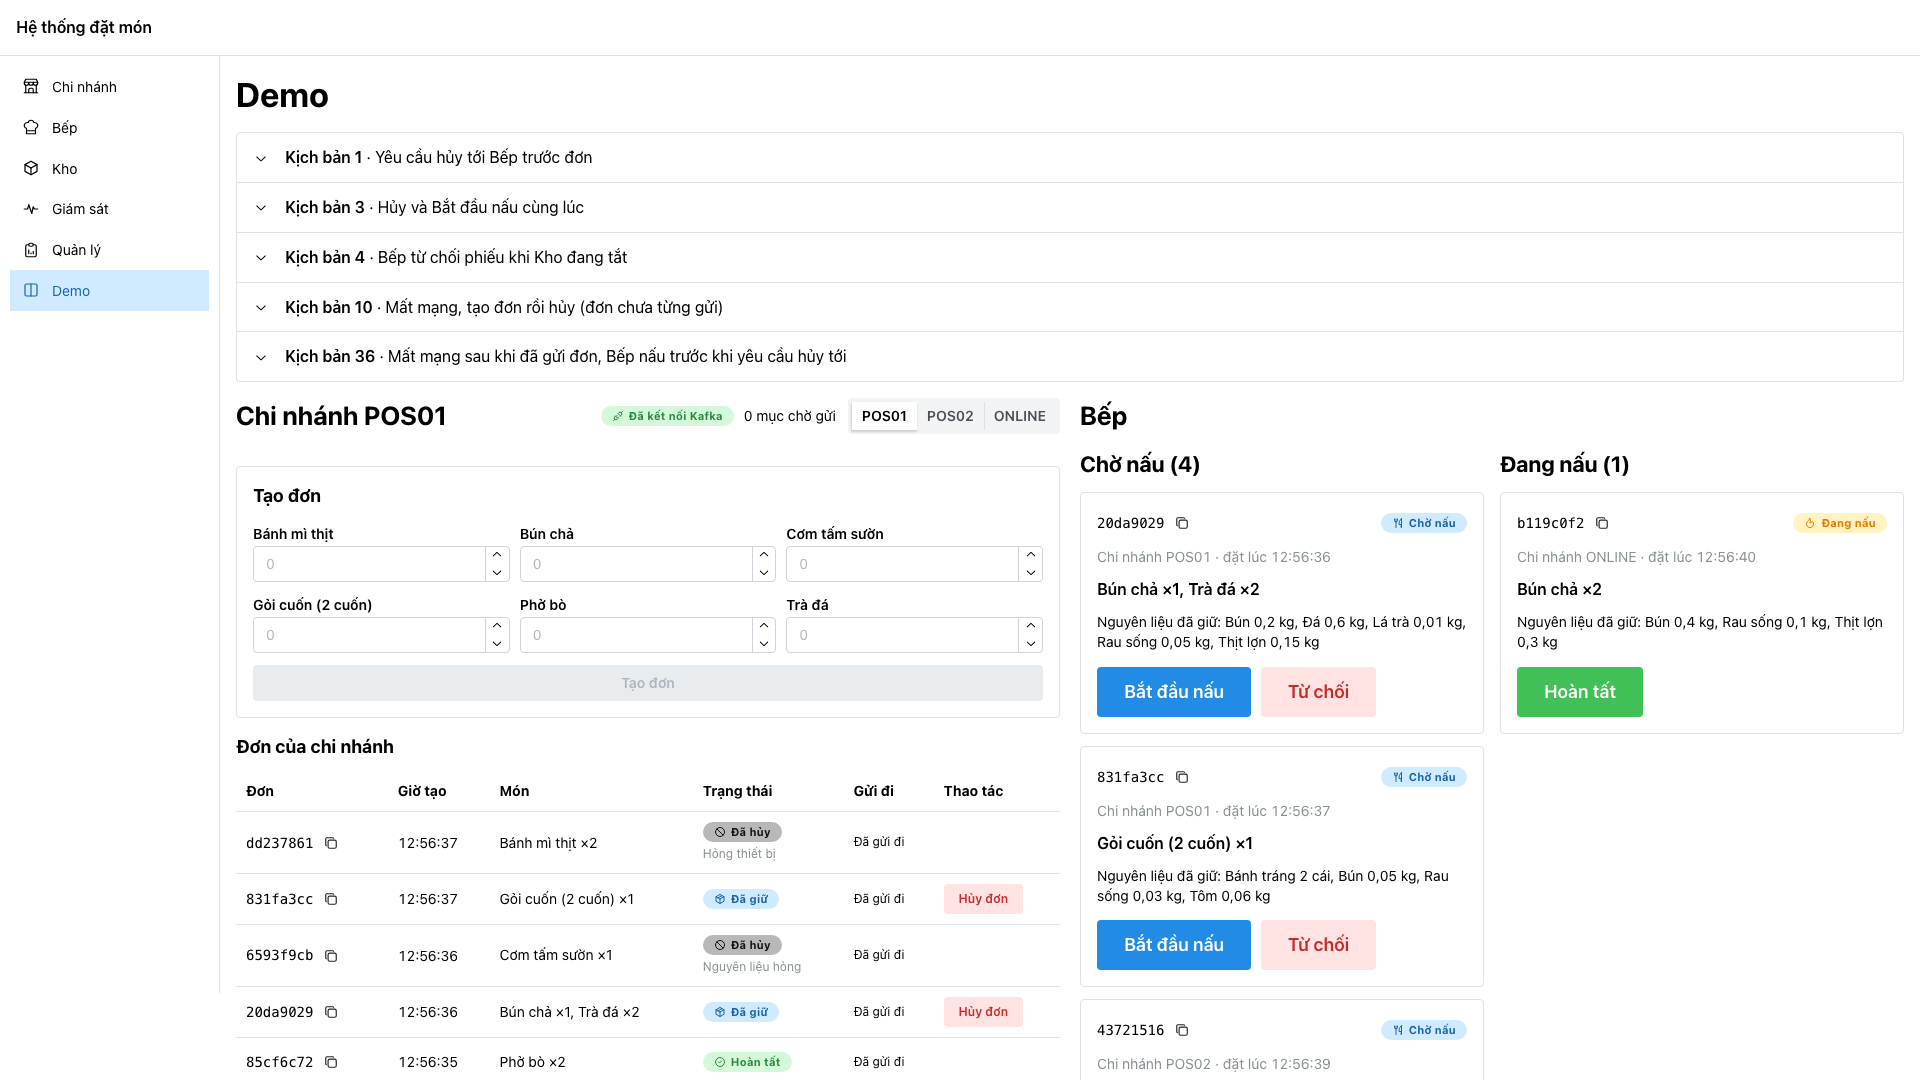 Hệ thống đặt món
Chi nhánh
Bếp
Kho
Giám sát
Quản lý
Demo
Demo
Kịch bản 1 · Yêu cầu hủy tới Bếp trước đơn
Kịch bản 3 · Hủy và Bắt đầu nấu cùng lúc
Kịch bản 4 · Bếp từ chối phiếu khi Kho đang tắt
Kịch bản 10 · Mất mạng, tạo đơn rồi hủy (đơn chưa từng gửi)
Kịch bản 36 · Mất mạng sau khi đã gửi đơn, Bếp nấu trước khi yêu cầu hủy tới
Chi nhánh POS01
Đã kết nối Kafka
0 mục chờ gửi
POS01 POS02 ONLINE
Tạo đơn
Bánh mì thịt Bún chả Cơm tấm sườn
0 0 0
Gỏi cuốn (2 cuốn) Phở bò Trà đá
0 0 0
Tạo đơn
Đơn của chi nhánh
Đơn Giờ tạo Món Trạng thái Gửi đi Thao tác
dd237861 12:56:37 Bánh mì thịt ×2 Đã hủy Đã gửi đi
Hỏng thiết bị
831fa3cc 12:56:37 Gỏi cuốn (2 cuốn) ×1 Đã giữ Đã gửi đi Hủy đơn
6593f9cb 12:56:36 Cơm tấm sườn ×1 Đã hủy Đã gửi đi
Nguyên liệu hỏng
20da9029 12:56:36 Bún chả ×1, Trà đá ×2 Đã giữ Đã gửi đi Hủy đơn
85cf6c72 12:56:35 Phở bò ×2 Hoàn tất Đã gửi đi
Bếp
Chờ nấu (4)
20da9029 Chờ nấu
Chi nhánh POS01 · đặt lúc 12:56:36
Bún chả ×1, Trà đá ×2
Nguyên liệu đã giữ: Bún 0,2 kg, Đá 0,6 kg, Lá trà 0,01 kg,
Rau sống 0,05 kg, Thịt lợn 0,15 kg
Bắt đầu nấu Từ chối
831fa3cc Chờ nấu
Chi nhánh POS01 · đặt lúc 12:56:37
Gỏi cuốn (2 cuốn) ×1
Nguyên liệu đã giữ: Bánh tráng 2 cái, Bún 0,05 kg, Rau
sống 0,03 kg, Tôm 0,06 kg
Bắt đầu nấu Từ chối
43721516 Chờ nấu
Chi nhánh POS02 · đặt lúc 12:56:39
Đang nấu (1)
b119c0f2 Đang nấu
Chi nhánh ONLINE · đặt lúc 12:56:40
Bún chả ×2
Nguyên liệu đã giữ: Bún 0,4 kg, Rau sống 0,1 kg, Thịt lợn
0,3 kg
Hoàn tất